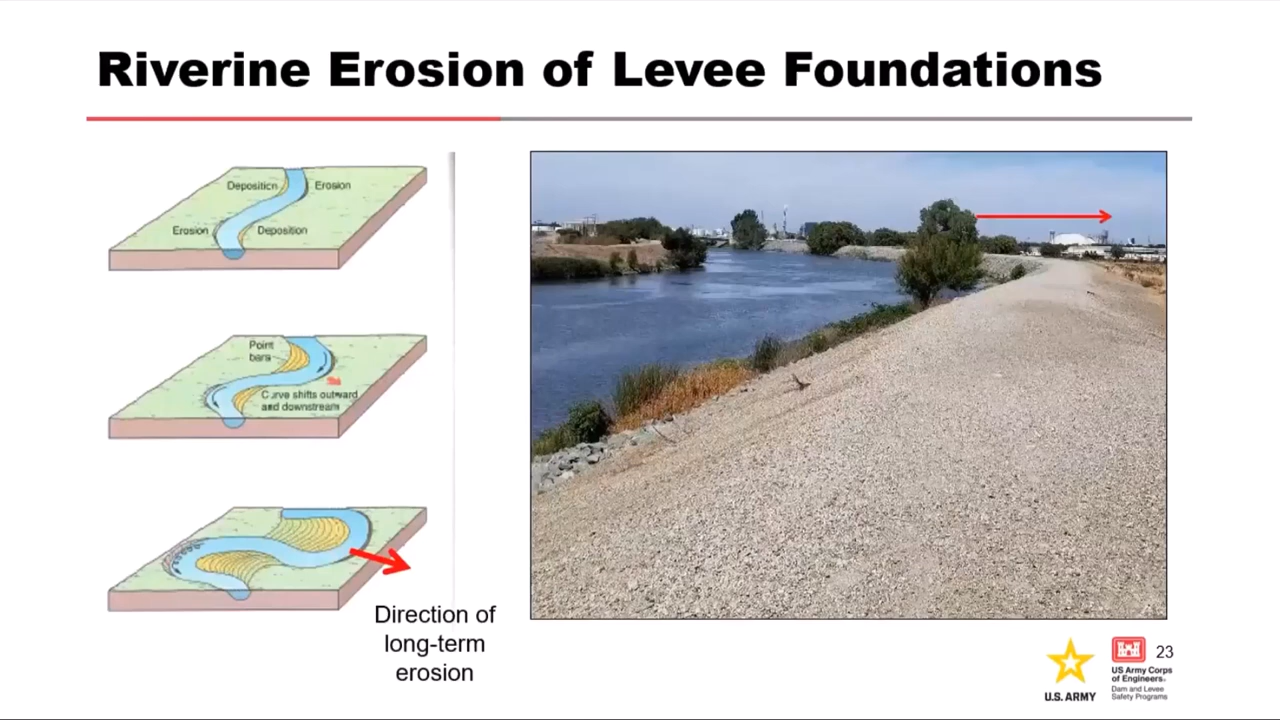 Riverine Erosion of Levee Foundations
Deposition
Erosion
Erosion
Deposition
Point
bars
Curve shifts outward
and downstream
Direction of
long-term
erosion
U.S. ARMY
US Army Corps
of Engineers®
Dam and Levee
Safety Programs
23